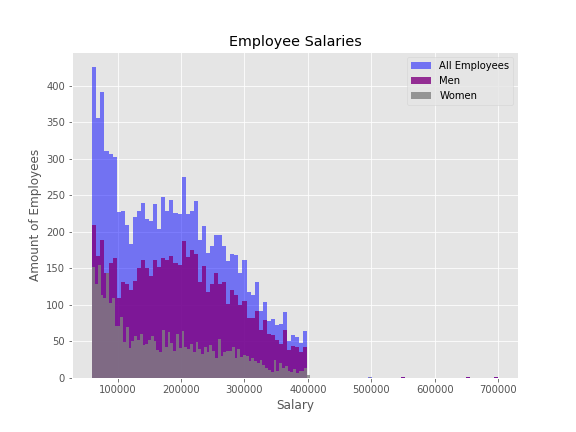 Employee Salaries
All Employees
Men
Women
400
350
300
250
200
150
100
50
0
Amount of Employees
100000 200000 300000 400000 500000 600000 700000
Salary